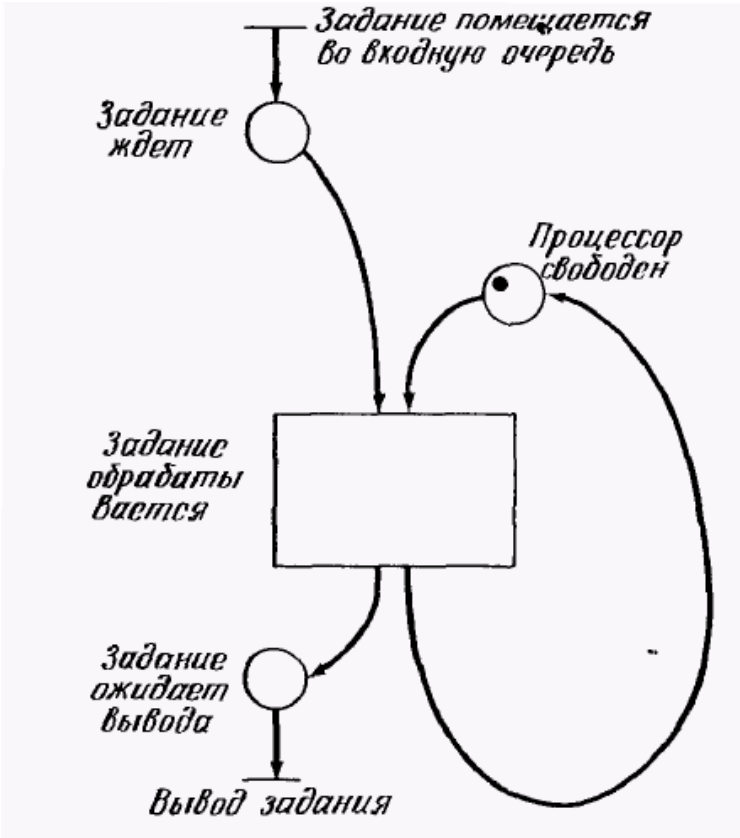 Задание помещается
во входную очередь
Задание
ждет
Процессор
свободен
Задание
обрабаты
вается
Задание
ожидает
вывода
Вывод задания